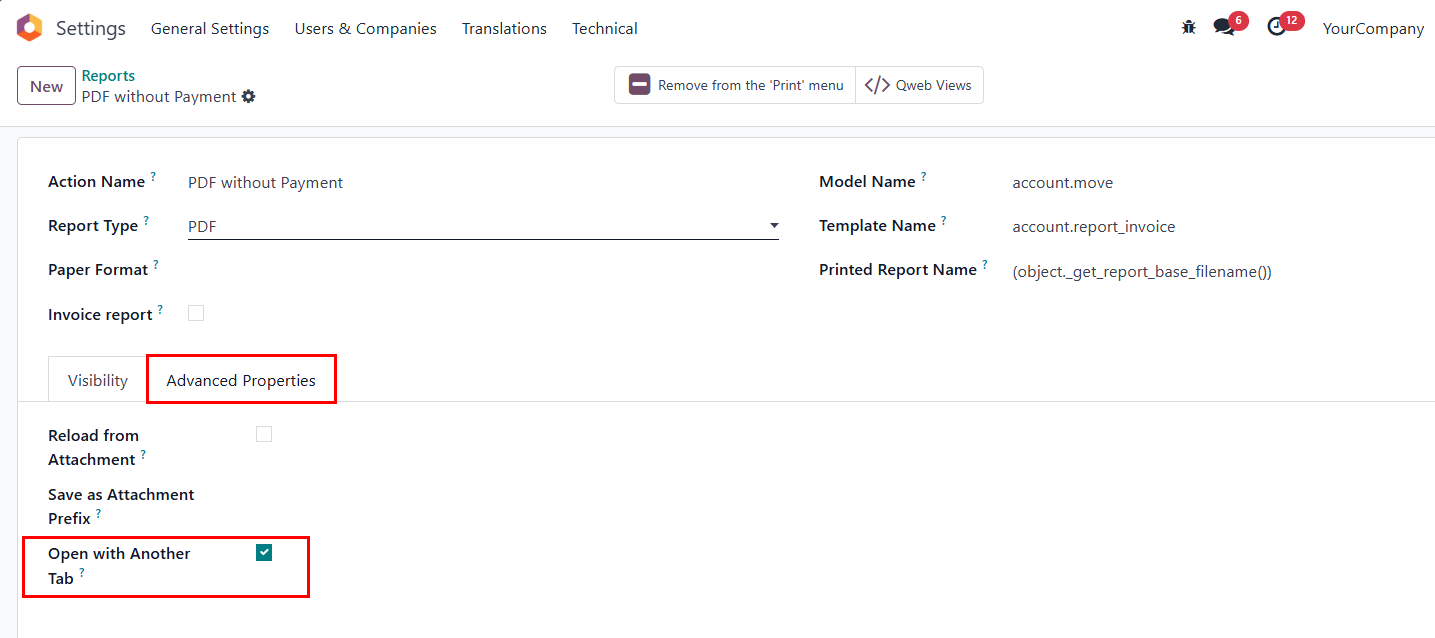 Settings General Settings Users & Companies Translations Technical 6 12 YourCompany
New Reports
PDF without Payment
Remove from the 'Print' menu </> Qweb Views
Action Name ? PDF without Payment Model Name ? account.move
Report Type ? PDF Template Name ? account.report_invoice
Paper Format ? Printed Report Name ? (object._get_report_base_filename())
Invoice report ?
Visibility Advanced Properties
Reload from
Attachment ?
Save as Attachment
Prefix ?
Open with Another
Tab ?